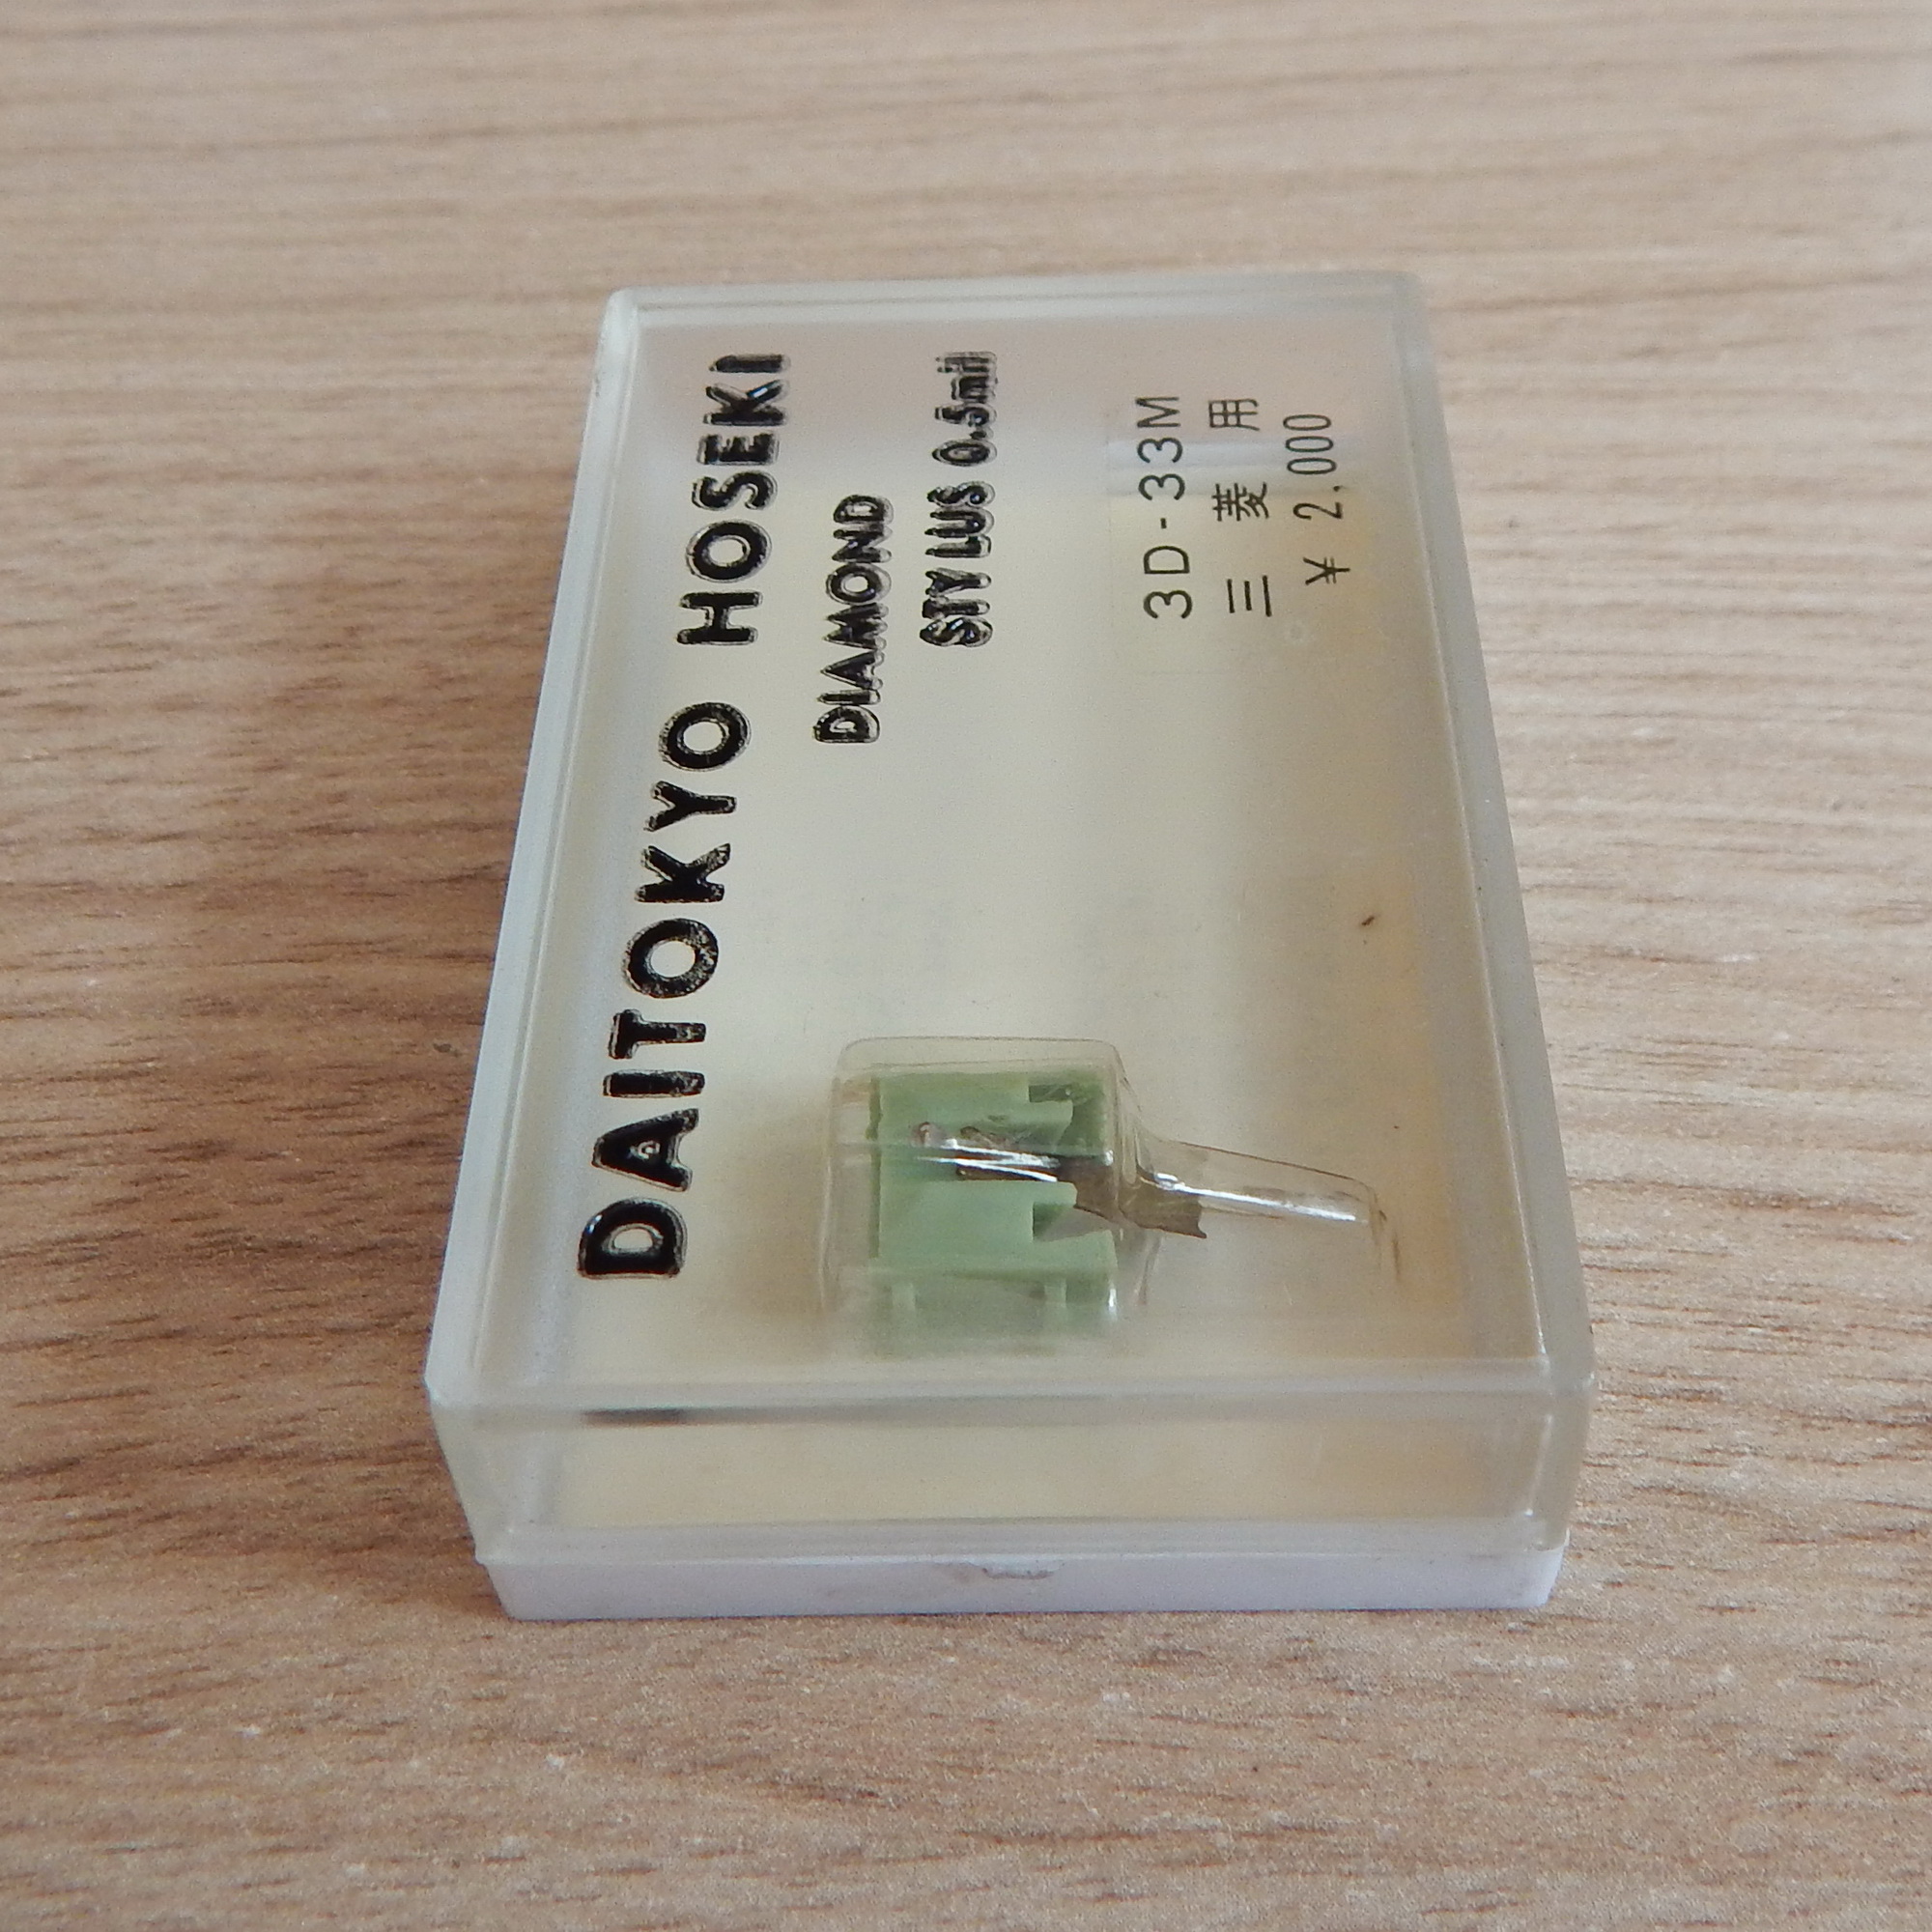 DAITOKYO HOSEKI
DIAMOND
STYLUS 0.5mil
3D-33M
三菱用
¥ 2,000